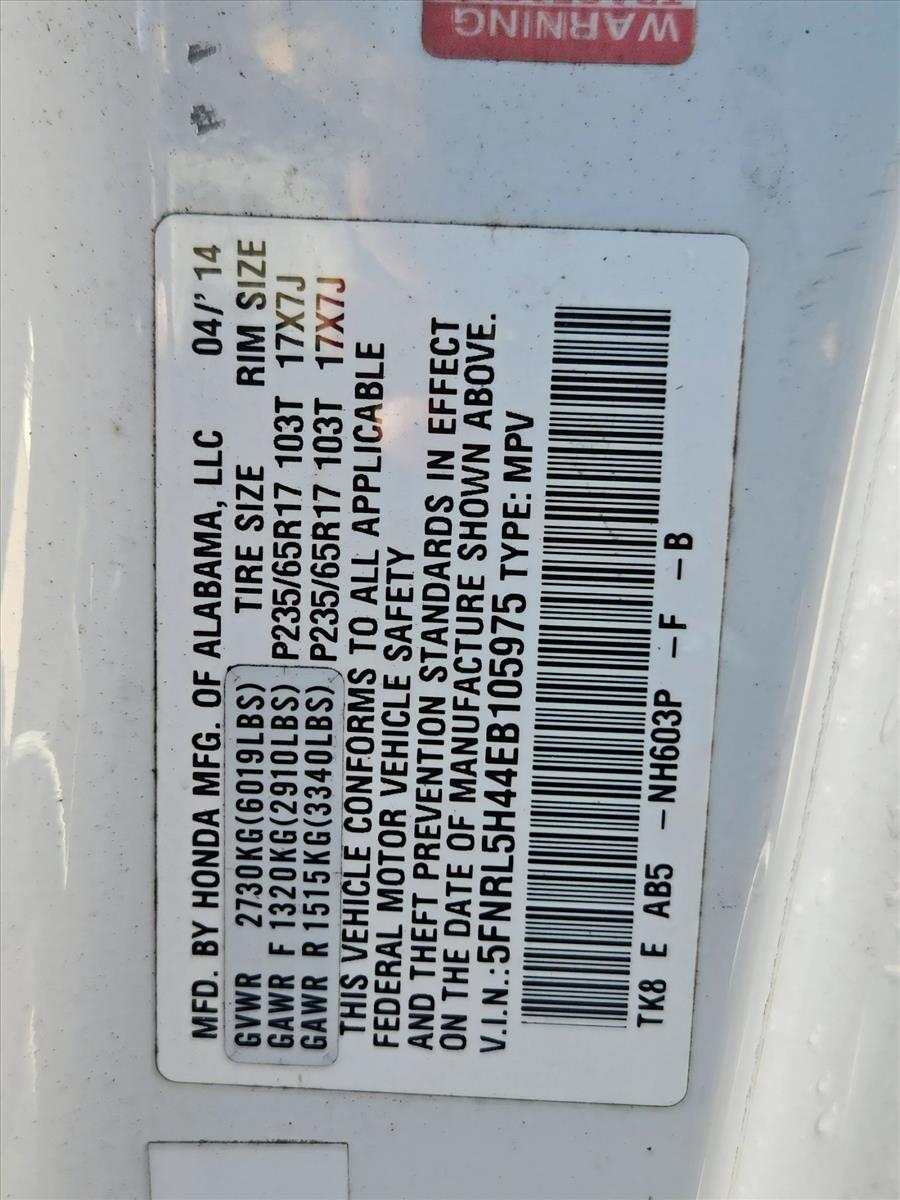 WARNING
MFD. BY HONDA MFG. OF ALABAMA, LLC 04/'14
GVWR 2730KG(6019LBS) TIRE SIZE RIM SIZE
GAWR F 1320KG(2910LBS) P235/65R17 103T 17X7J
GAWR R 1515KG(3340LBS) P235/65R17 103T 17X7J
THIS VEHICLE CONFORMS TO ALL APPLICABLE
FEDERAL MOTOR VEHICLE SAFETY
AND THEFT PREVENTION STANDARDS IN EFFECT
ON THE DATE OF MANUFACTURE SHOWN ABOVE.
V.I.N.:5FNRL5H44EB105975 TYPE: MPV
TK8 E AB5 -NH603P -F -B